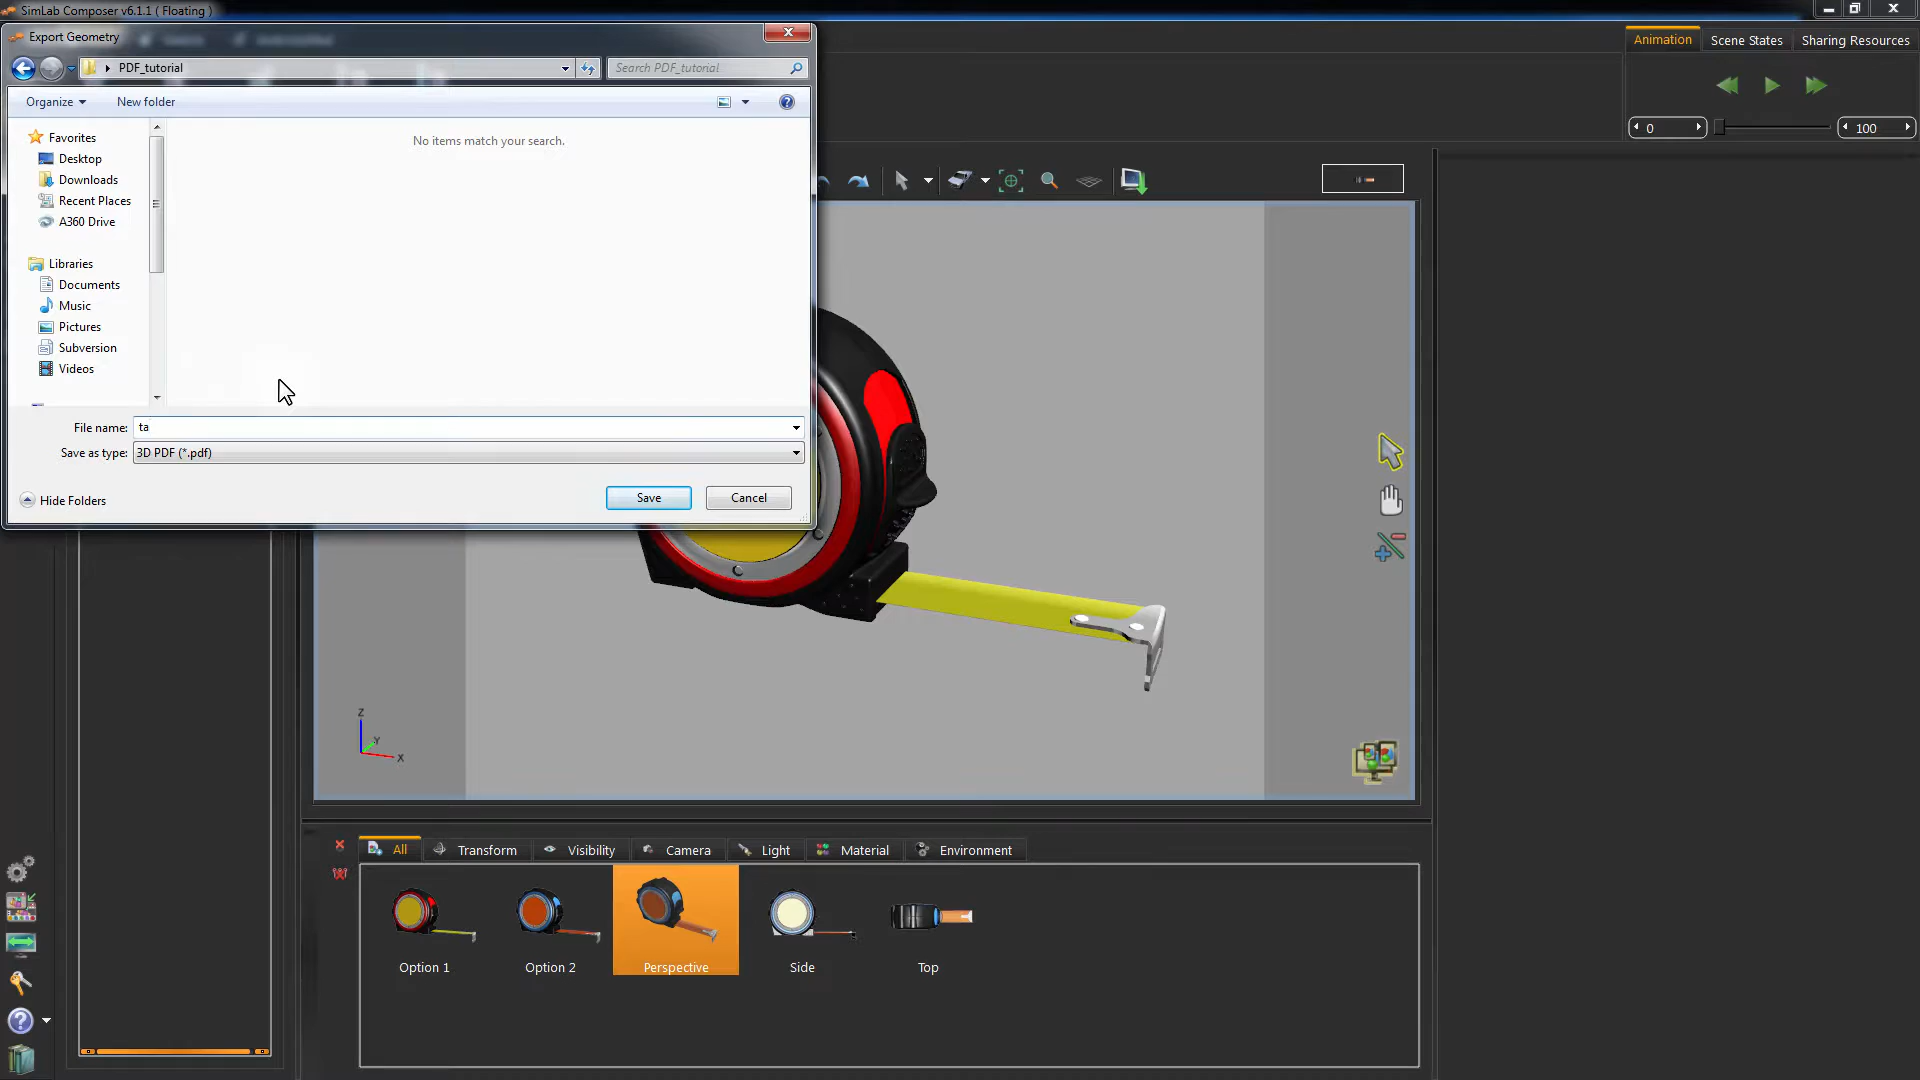 SimLab Composer v6.1.1 ( Floating )
Export Geometry
PDF_tutorial
Search PDF_tutorial
Organize
New folder
Favorites
Desktop
Downloads
Recent Places
A360 Drive
Libraries
Documents
Music
Pictures
Subversion
Videos
No items match your search.
File name: ta
Save as type: 3D PDF (*.pdf)
Hide Folders
Save
Cancel
Animation
Scene States
Sharing Resources
0
100
Z
Y
X
All
Transform
Visibility
Camera
Light
Material
Environment
Option 1
Option 2
Perspective
Side
Top